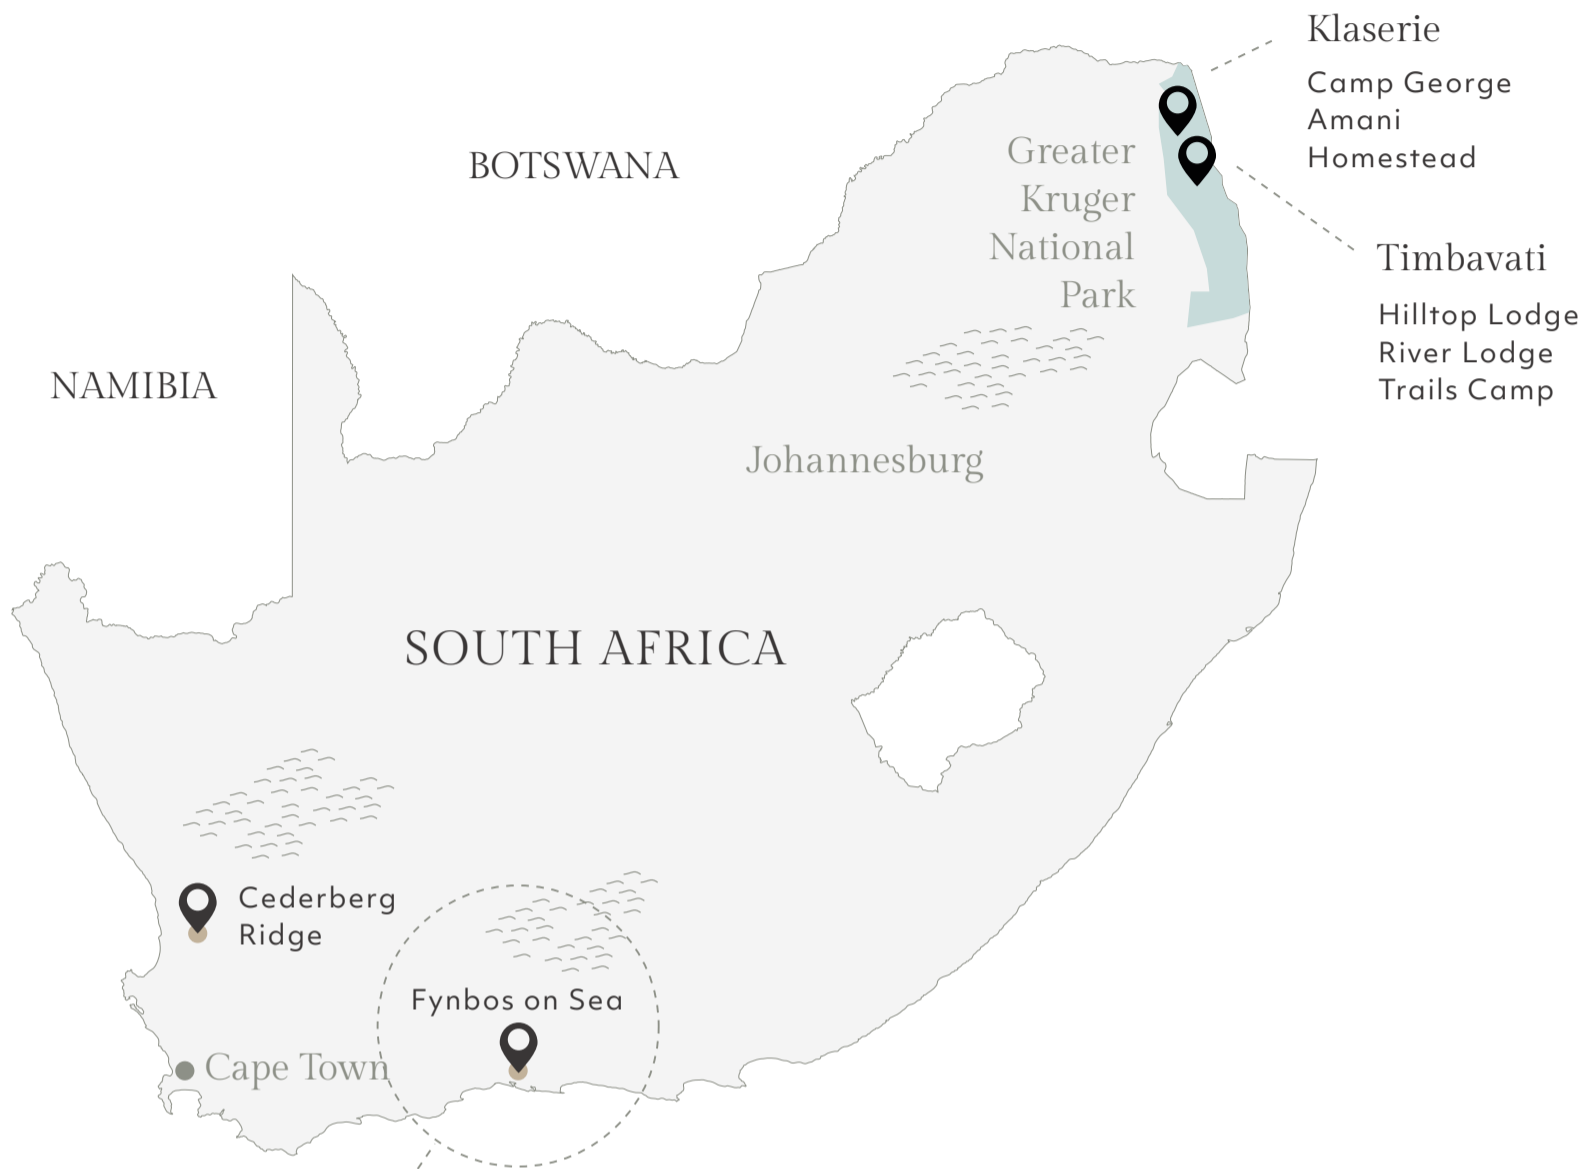 Klaserie
Camp George
Amani
Homestead
BOTSWANA
Greater
Kruger
National
Park
Timbavati
Hilltop Lodge
River Lodge
Trails Camp
NAMIBIA
Johannesburg
SOUTH AFRICA
Cederberg
Ridge
Fynbos on Sea
Cape Town